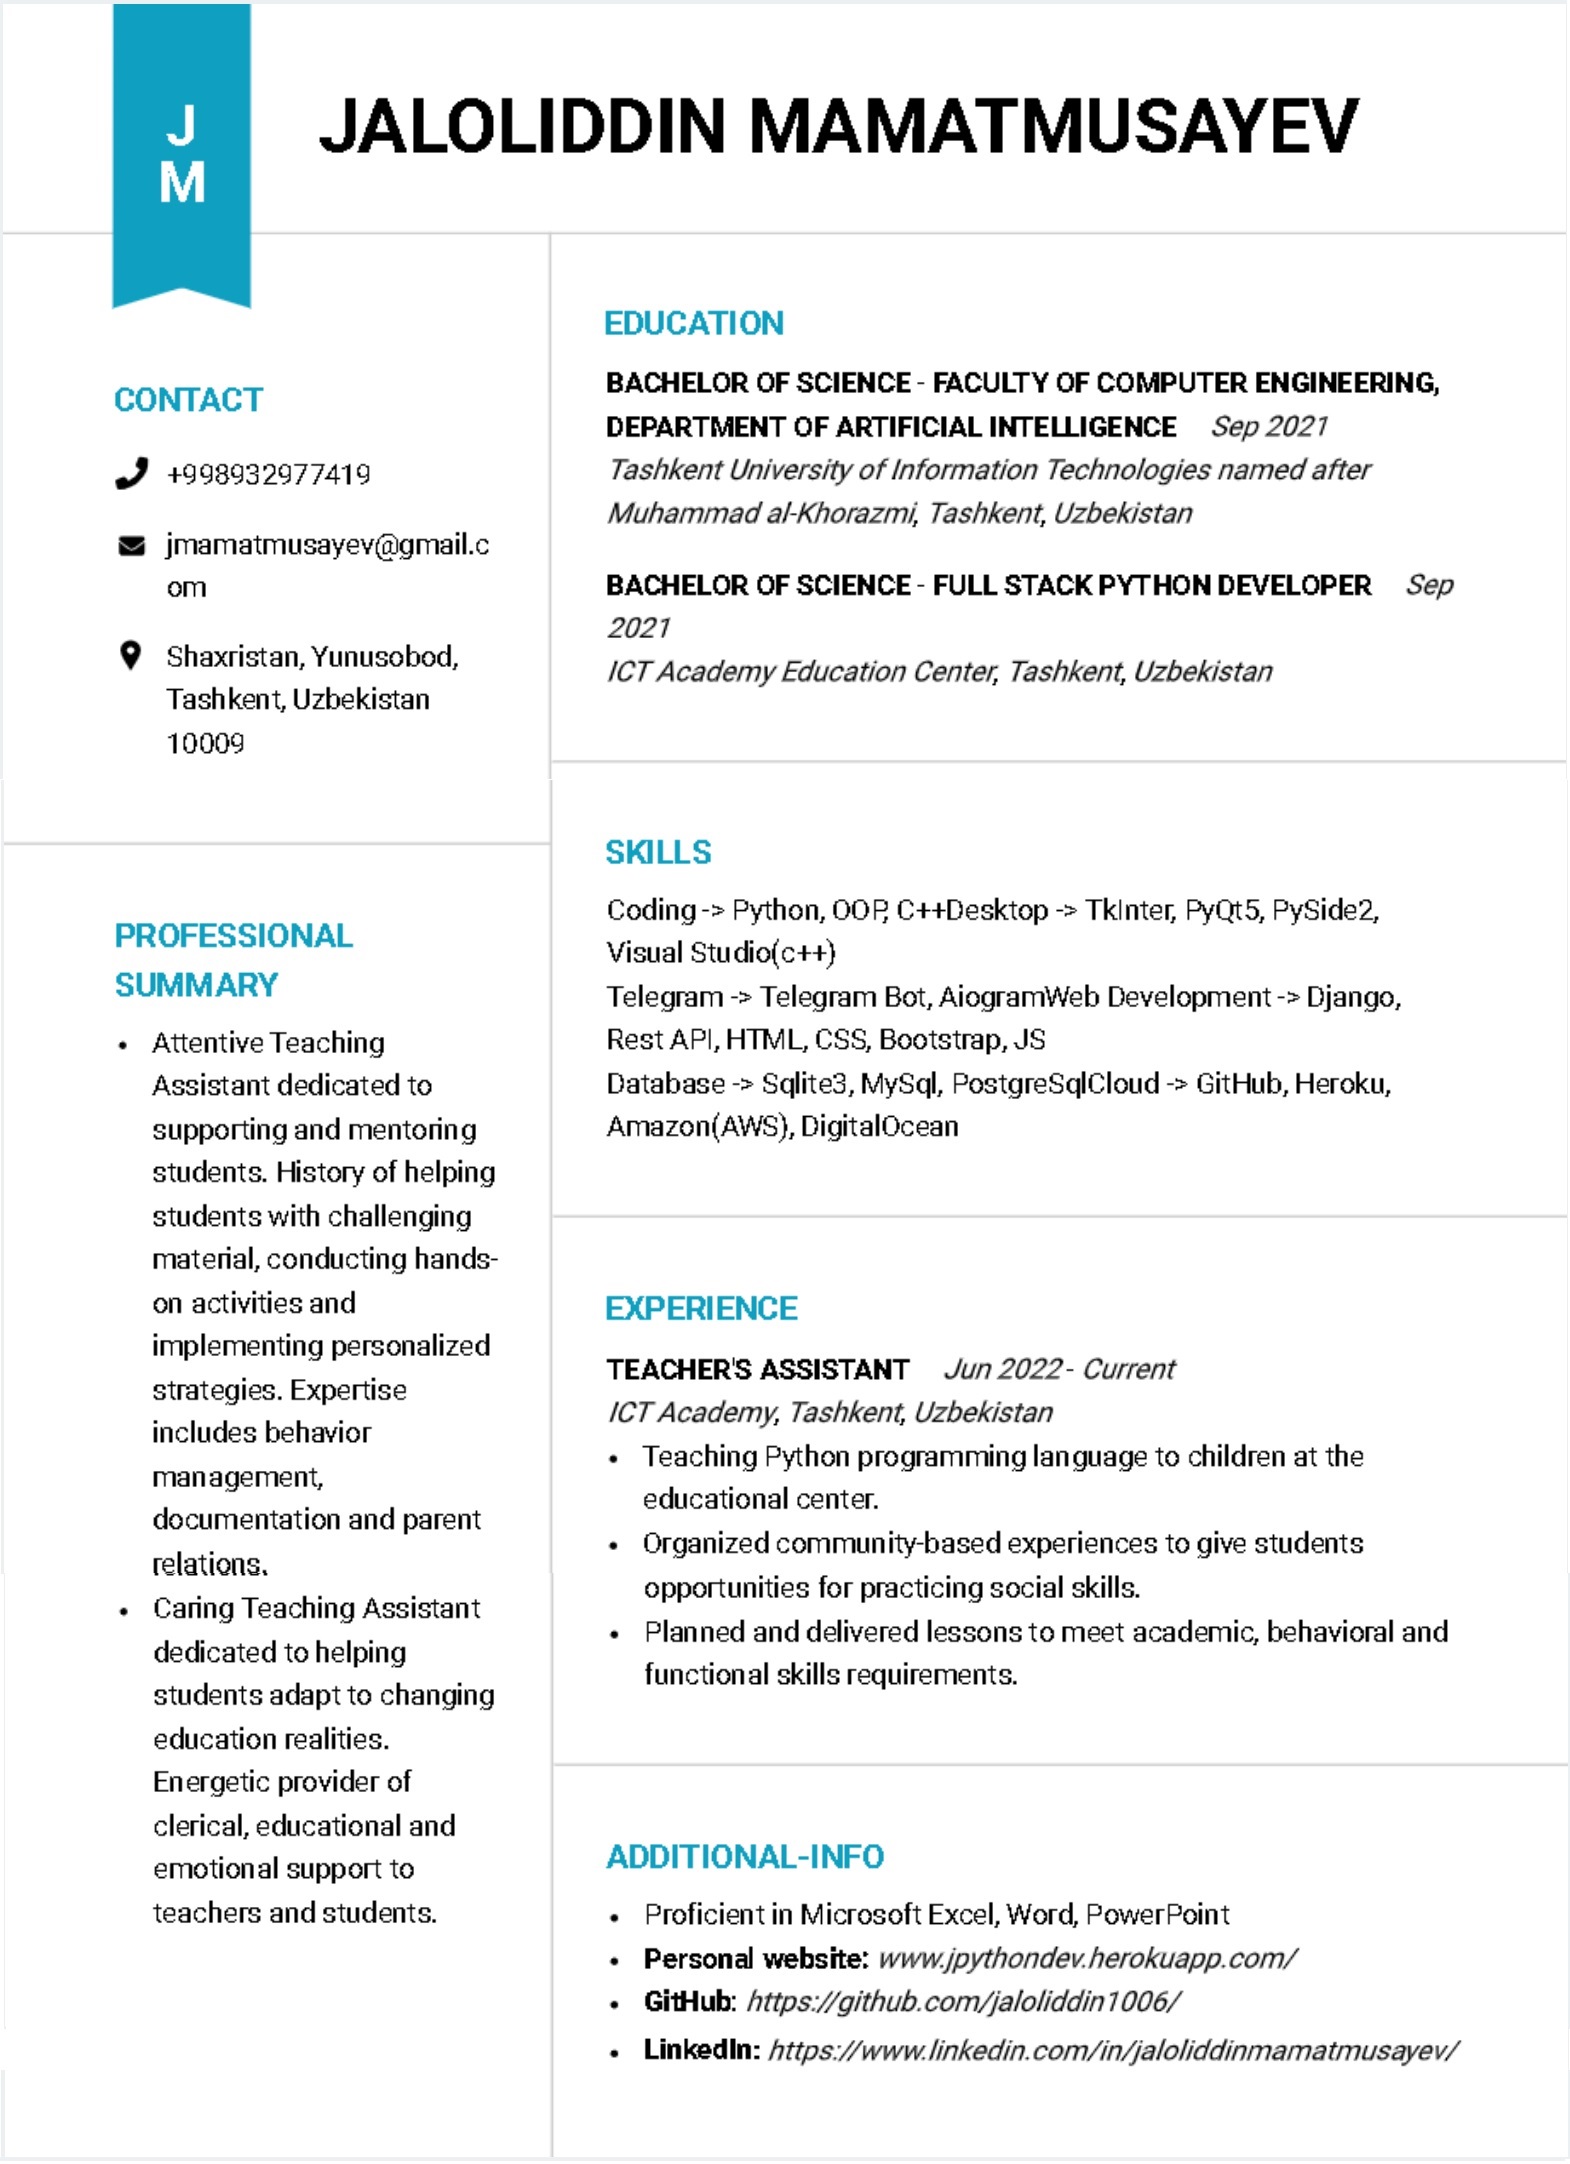 J
M
JALOLIDDIN MAMATMUSAYEV
CONTACT
+998932977419
jmamatmusayev@gmail.c
om
Shaxristan, Yunusobod,
Tashkent, Uzbekistan
10009
PROFESSIONAL
SUMMARY
• Attentive Teaching
Assistant dedicated to
supporting and mentoring
students. History of helping
students with challenging
material, conducting hands-
on activities and
implementing personalized
strategies. Expertise
includes behavior
management,
documentation and parent
relations.
• Caring Teaching Assistant
dedicated to helping
students adapt to changing
education realities.
Energetic provider of
clerical, educational and
emotional support to
teachers and students.
EDUCATION
BACHELOR OF SCIENCE - FACULTY OF COMPUTER ENGINEERING,
DEPARTMENT OF ARTIFICIAL INTELLIGENCE Sep 2021
Tashkent University of Information Technologies named after
Muhammad al-Khorazmi, Tashkent, Uzbekistan
BACHELOR OF SCIENCE - FULL STACK PYTHON DEVELOPER Sep
2021
ICT Academy Education Center, Tashkent, Uzbekistan
SKILLS
Coding -> Python, OOP, C++Desktop -> TkInter, PyQt5, PySide2,
Visual Studio(c++)
Telegram -> Telegram Bot, AiogramWeb Development -> Django,
Rest API, HTML, CSS, Bootstrap, JS
Database -> Sqlite3, MySql, PostgreSqlCloud -> GitHub, Heroku,
Amazon(AWS), DigitalOcean
EXPERIENCE
TEACHER'S ASSISTANT Jun 2022 - Current
ICT Academy, Tashkent, Uzbekistan
• Teaching Python programming language to children at the
educational center.
• Organized community-based experiences to give students
opportunities for practicing social skills.
• Planned and delivered lessons to meet academic, behavioral and
functional skills requirements.
ADDITIONAL-INFO
• Proficient in Microsoft Excel, Word, PowerPoint
• Personal website: www.jpythondev.herokuapp.com/
• GitHub: https://github.com/jaloliddin1006/
• LinkedIn: https://www.linkedin.com/in/jaloliddinmamatmusayev/